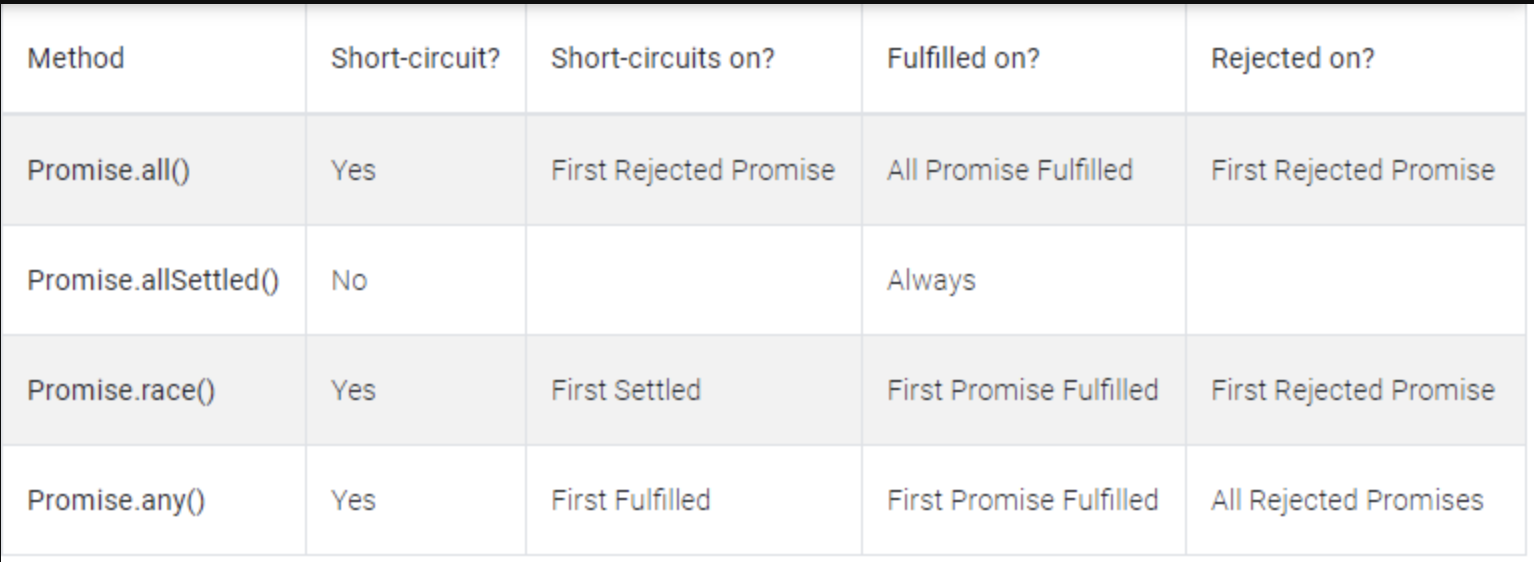 Method Short-circuit? Short-circuits on? Fulfilled on? Rejected on?
Promise.all() Yes First Rejected Promise All Promise Fulfilled First Rejected Promise
Promise.allSettled() No Always
Promise.race() Yes First Settled First Promise Fulfilled First Rejected Promise
Promise.any() Yes First Fulfilled First Promise Fulfilled All Rejected Promises